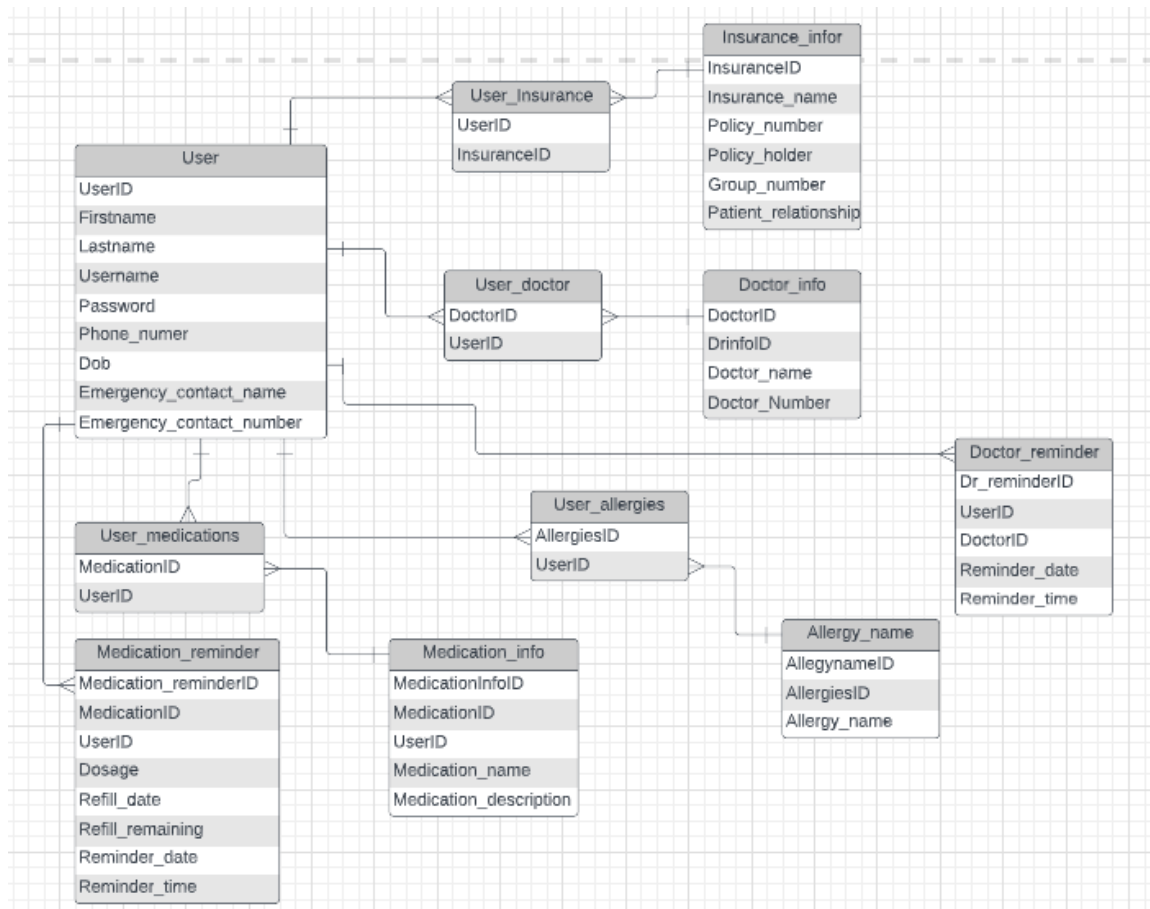 Insurance_infor
InsuranceID
Insurance_name
Policy_number
Policy_holder
Group_number
Patient_relationship
User_Insurance
UserID
InsuranceID
User
UserID
Firstname
Lastname
Username
Password
Phone_numer
Dob
Emergency_contact_name
Emergency_contact_number
User_doctor
DoctorID
UserID
Doctor_info
DoctorID
DrinfoID
Doctor_name
Doctor_Number
Doctor_reminder
Dr_reminderID
UserID
DoctorID
Reminder_date
Reminder_time
User_allergies
AllergiesID
UserID
User_medications
MedicationID
UserID
Allergy_name
AllegynameID
AllergiesID
Allergy_name
Medication_reminder
Medication_reminderID
MedicationID
UserID
Dosage
Refill_date
Refill_remaining
Reminder_date
Reminder_time
Medication_info
MedicationInfoID
MedicationID
UserID
Medication_name
Medication_description